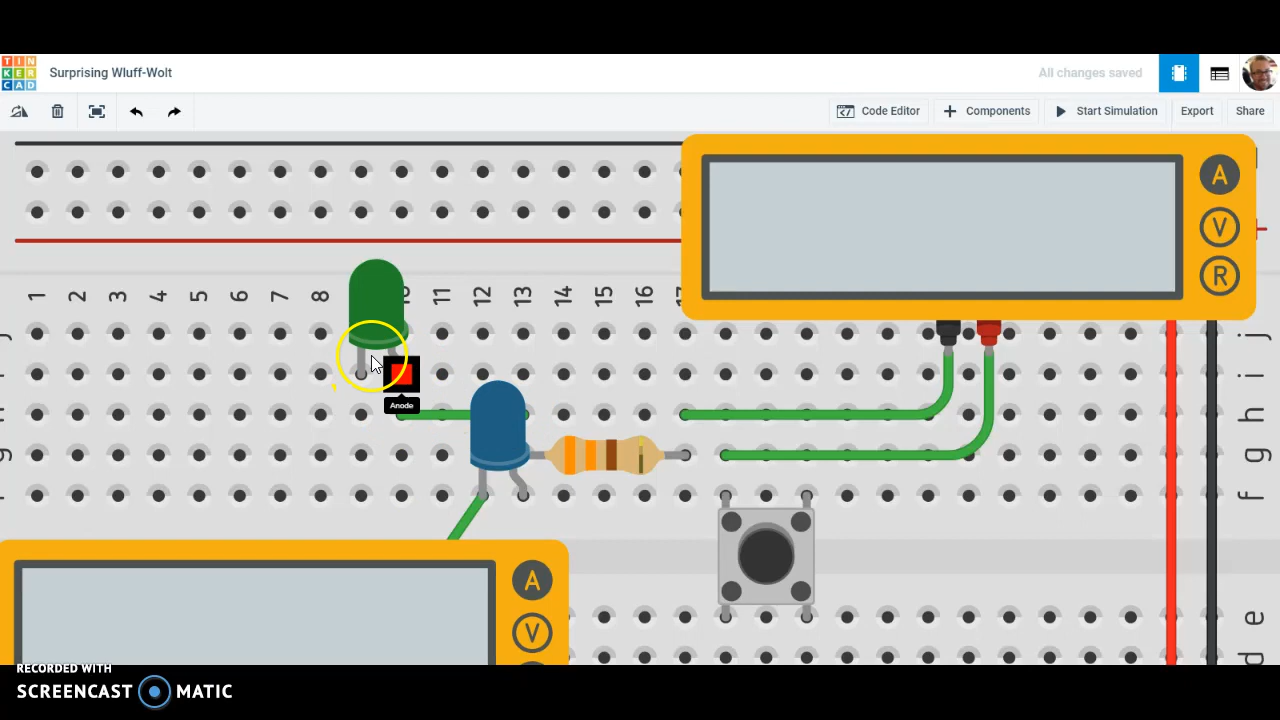 TIN
KER
CAD
Surprising Wluff-Wolt
All changes saved
Code Editor
Components
Start Simulation
Export
Share
A
V
R
+
1 2 3 4 5 6 7 8 10 11 12 13 14 15 16
j
i
h
g
f
e
d
Anode
A
V
RECORDED WITH
SCREENCAST MATIC